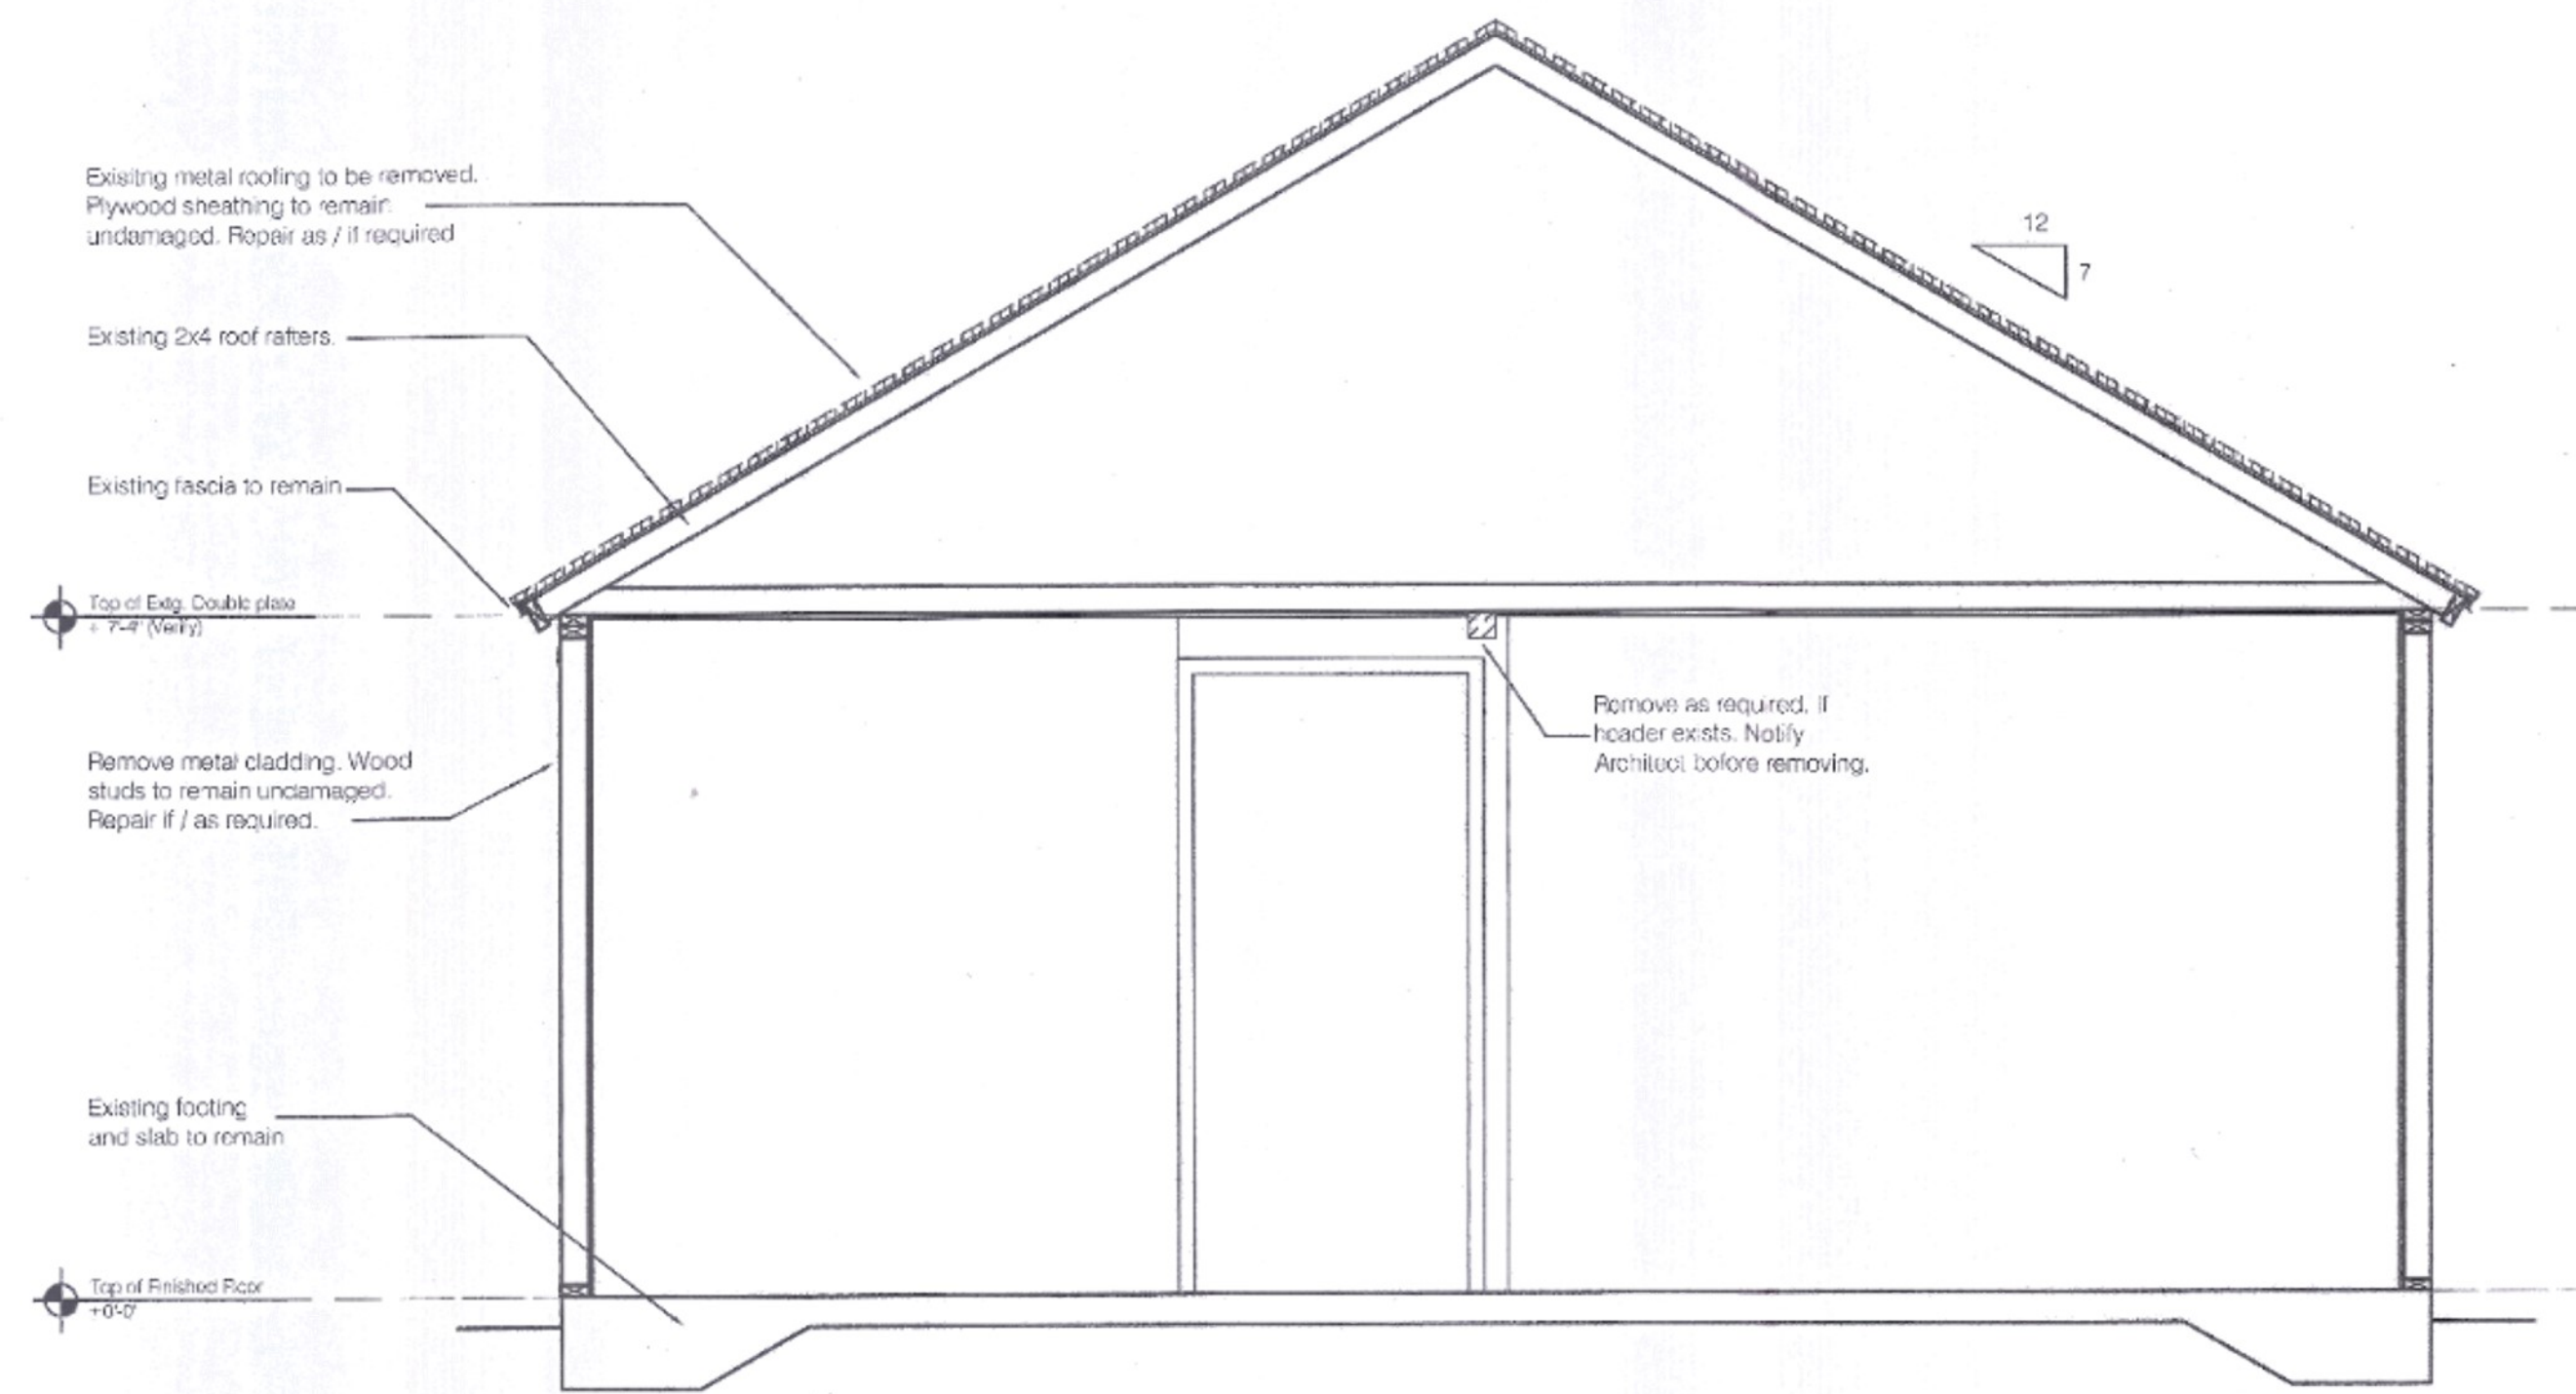 Exisitng metal roofing to be removed.
Plywood sheathing to remain
undamaged. Repair as / if required
12
7
Existing 2x4 roof rafters.
Existing fascia to remain
Top of Extg. Double plate
+ 7'-4" (Verify)
Remove as required. If
header exists. Notify
Architect before removing.
Remove metal cladding. Wood
studs to remain undamaged.
Repair if / as required.
Existing footing
and slab to remain
Top of Finished Floor
+0'-0"